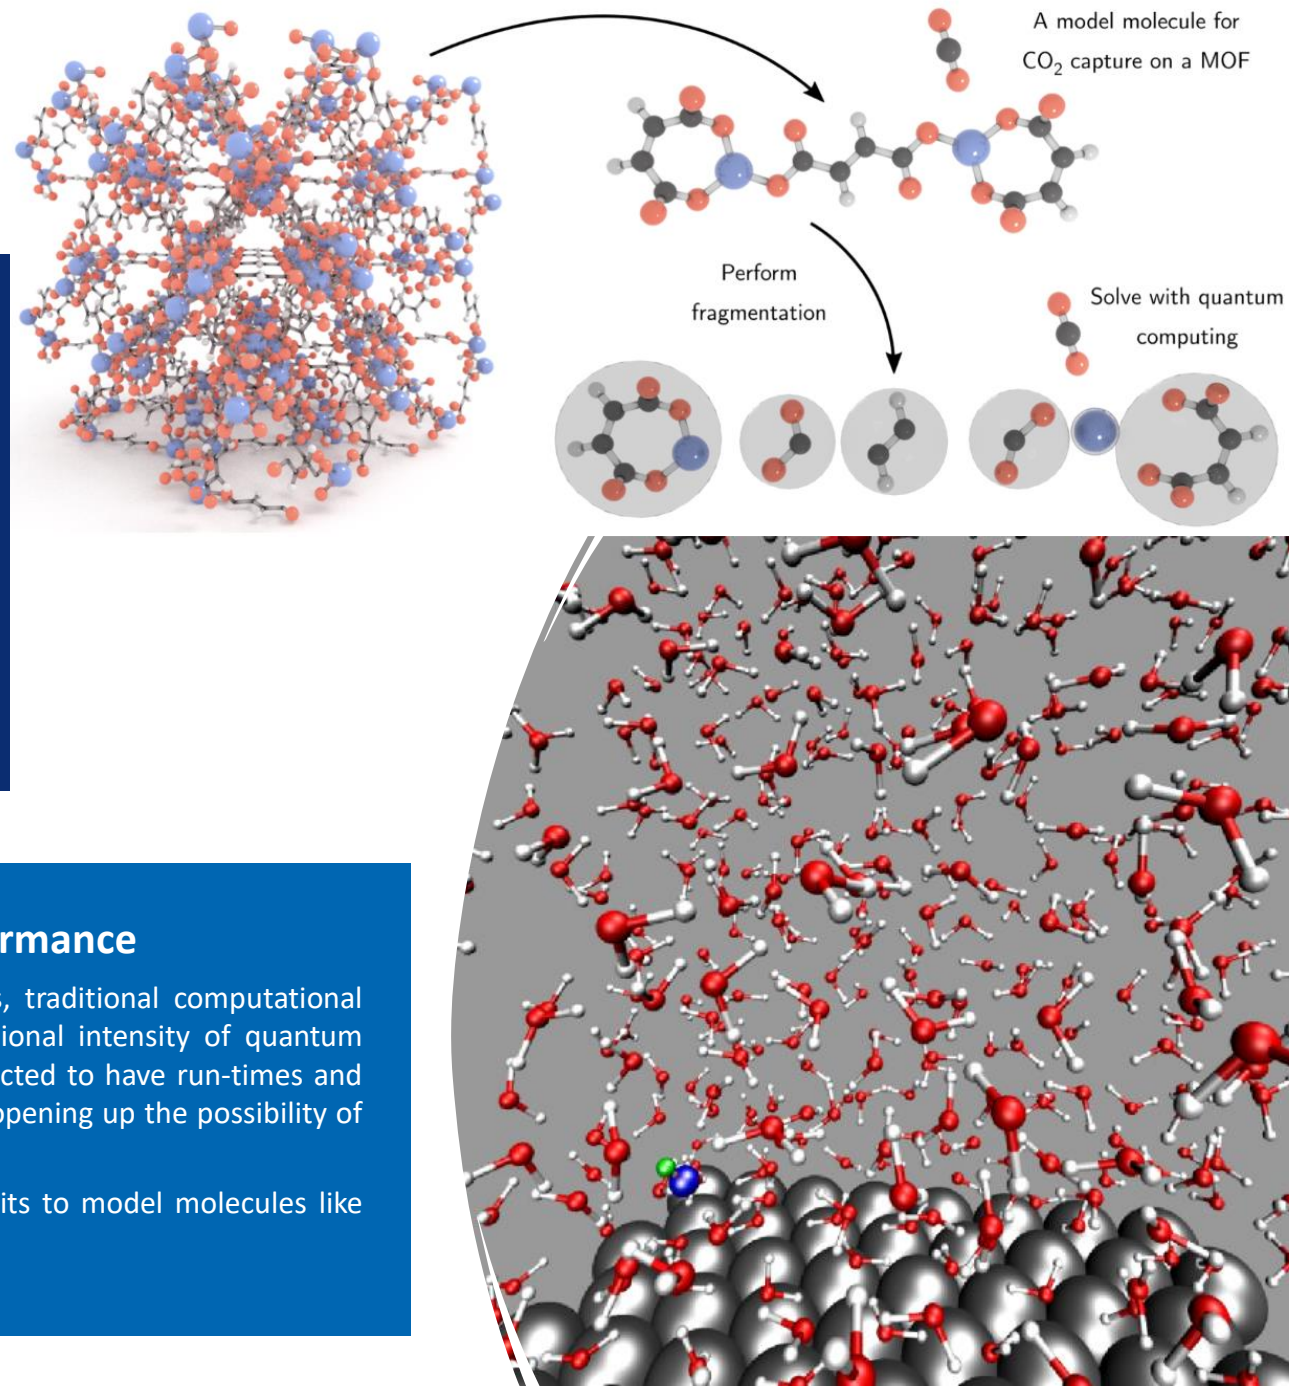 A model molecule for
CO₂ capture on a MOF
Perform
fragmentation
Solve with quantum
computing
rmance
, traditional computational
ional intensity of quantum
cted to have run-times and
opening up the possibility of
its to model molecules like